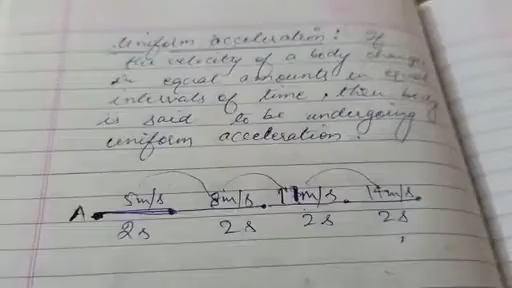 Uniform acceleration: If
the velocity of a body change
in equal amounts in equal
intervals of time, then body
is said to be undergoing
uniform acceleration.
A 5m/s 8m/s 11m/s 14m/s
2s 2s 2s 2s